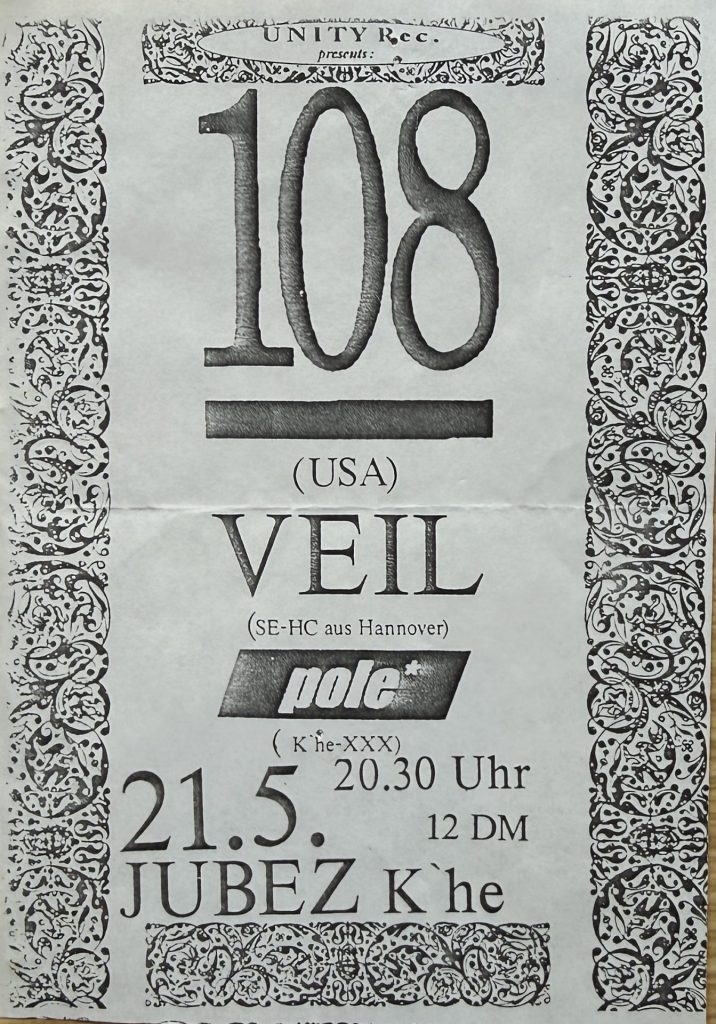 UNITY Rec.
presents:
108
(USA)
VEIL
(SE-HC aus Hannover)
pole*
( K`he-XXX)
21.5. 20.30 Uhr
12 DM
JUBEZ K`he